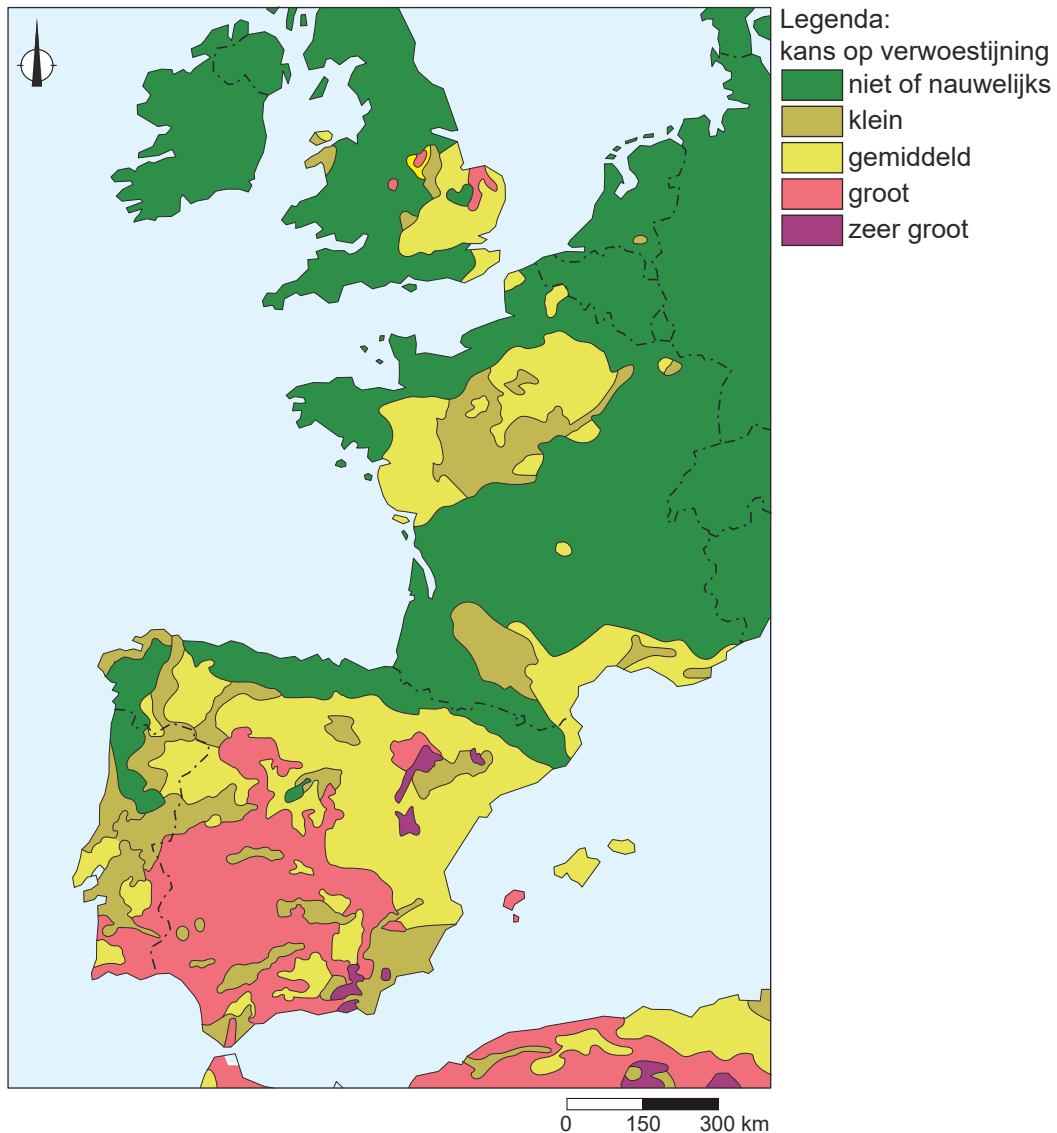 Legenda:
kans op verwoestijning
niet of nauwelijks
klein
gemiddeld
groot
zeer groot
0 150 300 km